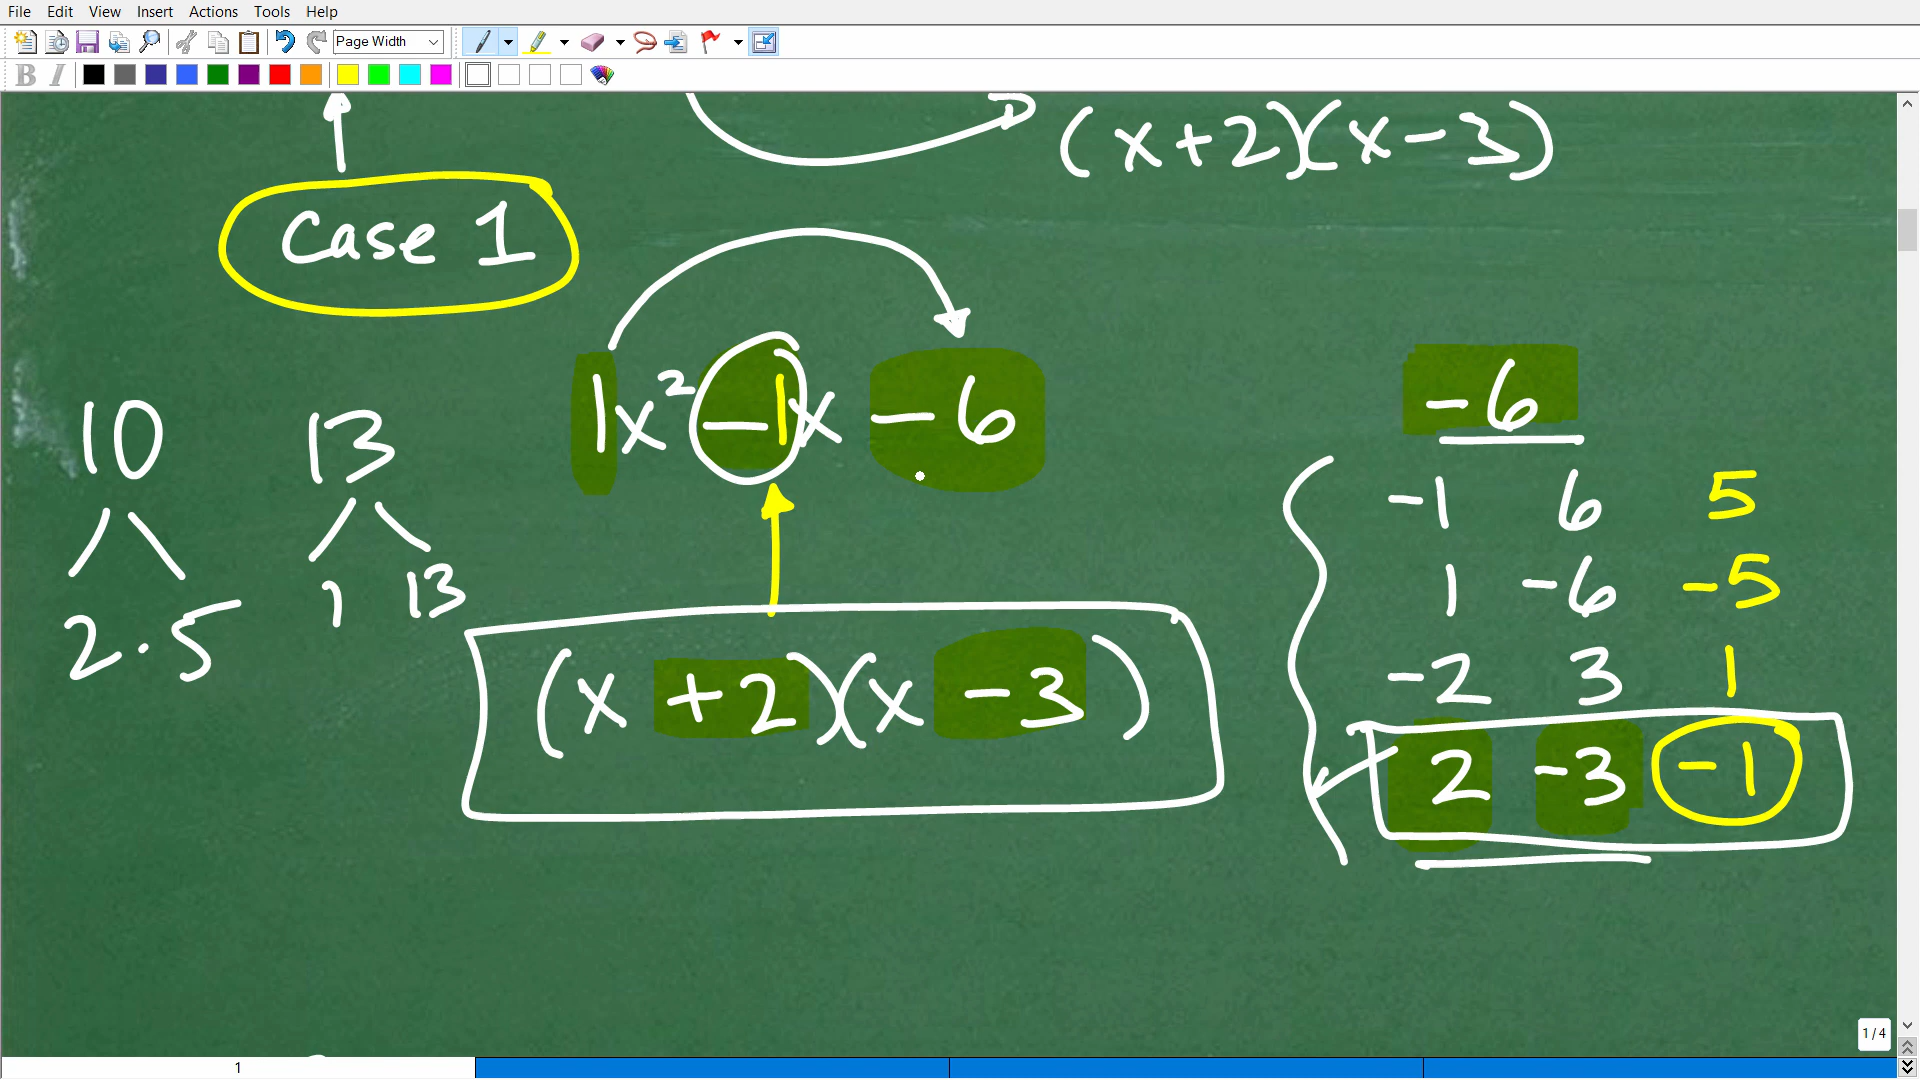 File Edit View Insert Actions Tools Help
Page Width
B I
(x+2)(x-3)
Case 1
1x² -1x -6
-6
10 13
-1 6 5
2·5 1 13
1 -6 -5
(x +2)(x -3)
-2 3 1
2 -3 -1
1/4
1